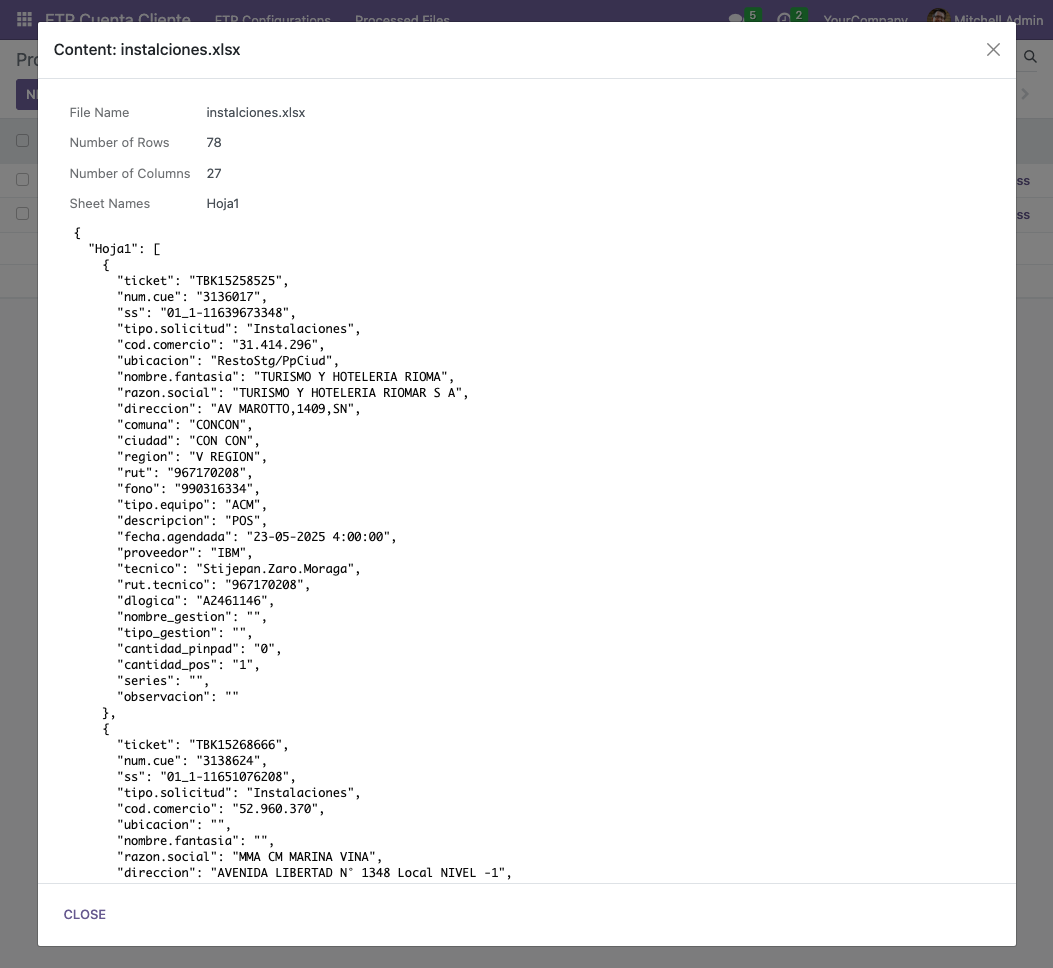 FTP Cuenta Cliente FTP Configurations Processed Files 5 2 YourCompany Mitchell Admin
Content: instalciones.xlsx
File Name instalciones.xlsx
Number of Rows 78
Number of Columns 27
Sheet Names Hoja1
{
"Hoja1": [
{
"ticket": "TBK15258525",
"num.cue": "3136017",
"ss": "01_1-11639673348",
"tipo.solicitud": "Instalaciones",
"cod.comercio": "31.414.296",
"ubicacion": "RestoStg/PpCiud",
"nombre.fantasia": "TURISMO Y HOTELERIA RIOMA",
"razon.social": "TURISMO Y HOTELERIA RIOMAR S A",
"direccion": "AV MAROTTO,1409,SN",
"comuna": "CONCON",
"ciudad": "CON CON",
"region": "V REGION",
"rut": "967170208",
"fono": "990316334",
"tipo.equipo": "ACM",
"descripcion": "POS",
"fecha.agendada": "23-05-2025 4:00:00",
"proveedor": "IBM",
"tecnico": "Stijepan.Zaro.Moraga",
"rut.tecnico": "967170208",
"dlogica": "A2461146",
"nombre_gestion": "",
"tipo_gestion": "",
"cantidad_pinpad": "0",
"cantidad_pos": "1",
"series": "",
"observacion": ""
},
{
"ticket": "TBK15268666",
"num.cue": "3138624",
"ss": "01_1-11651076208",
"tipo.solicitud": "Instalaciones",
"cod.comercio": "52.960.370",
"ubicacion": "",
"nombre.fantasia": "",
"razon.social": "MMA CM MARINA VINA",
"direccion": "AVENIDA LIBERTAD N° 1348 Local NIVEL -1",
CLOSE